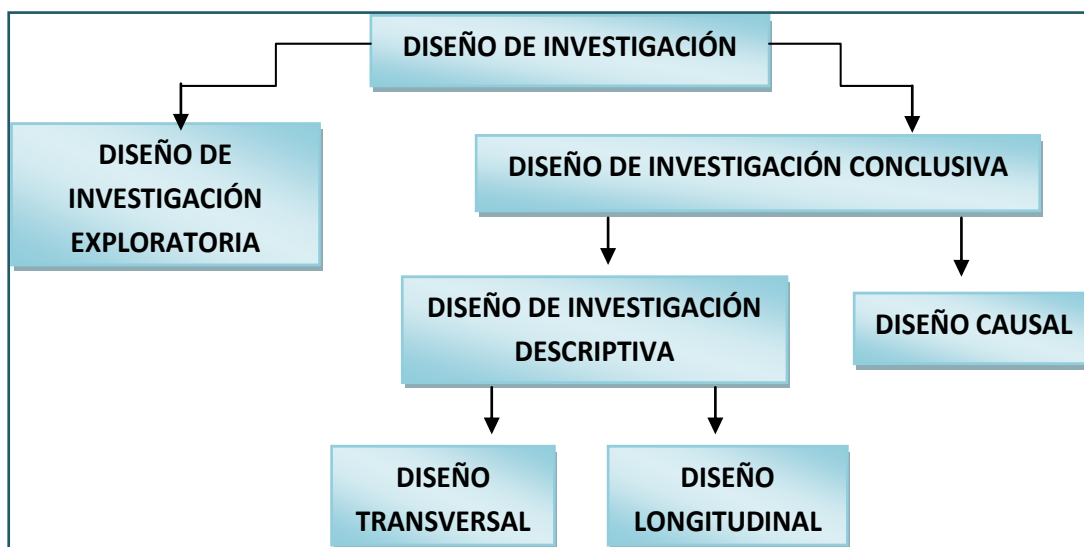 DISEÑO DE INVESTIGACIÓN
DISEÑO DE
INVESTIGACIÓN
EXPLORATORIA
DISEÑO DE INVESTIGACIÓN CONCLUSIVA
DISEÑO DE INVESTIGACIÓN
DESCRIPTIVA
DISEÑO CAUSAL
DISEÑO
TRANSVERSAL
DISEÑO
LONGITUDINAL